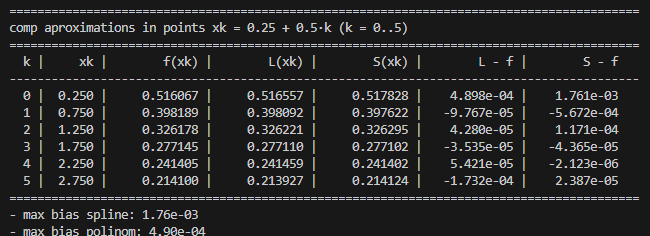 ================================================================================
comp aproximations in points xk = 0.25 + 0.5·k (k = 0..5)
================================================================================
k | xk | f(xk) | L(xk) | S(xk) | L - f | S - f
--------------------------------------------------------------------------------
0 | 0.250 | 0.516067 | 0.516557 | 0.517828 | 4.898e-04 | 1.761e-03
1 | 0.750 | 0.398189 | 0.398092 | 0.397622 | -9.767e-05 | -5.672e-04
2 | 1.250 | 0.326178 | 0.326221 | 0.326295 | 4.280e-05 | 1.171e-04
3 | 1.750 | 0.277145 | 0.277110 | 0.277102 | -3.535e-05 | -4.365e-05
4 | 2.250 | 0.241405 | 0.241459 | 0.241402 | 5.421e-05 | -2.123e-06
5 | 2.750 | 0.214100 | 0.213927 | 0.214124 | -1.732e-04 | 2.387e-05
================================================================================
- max bias spline: 1.76e-03
- max bias polinom: 4.90e-04